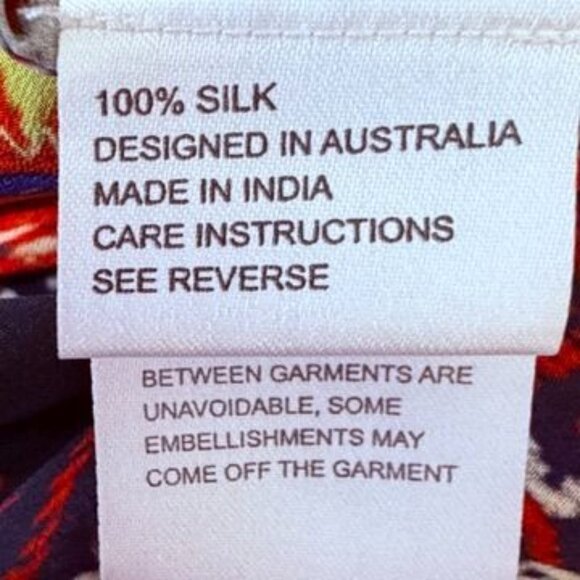 100% SILK
DESIGNED IN AUSTRALIA
MADE IN INDIA
CARE INSTRUCTIONS
SEE REVERSE
BETWEEN GARMENTS ARE
UNAVOIDABLE, SOME
EMBELLISHMENTS MAY
COME OFF THE GARMENT